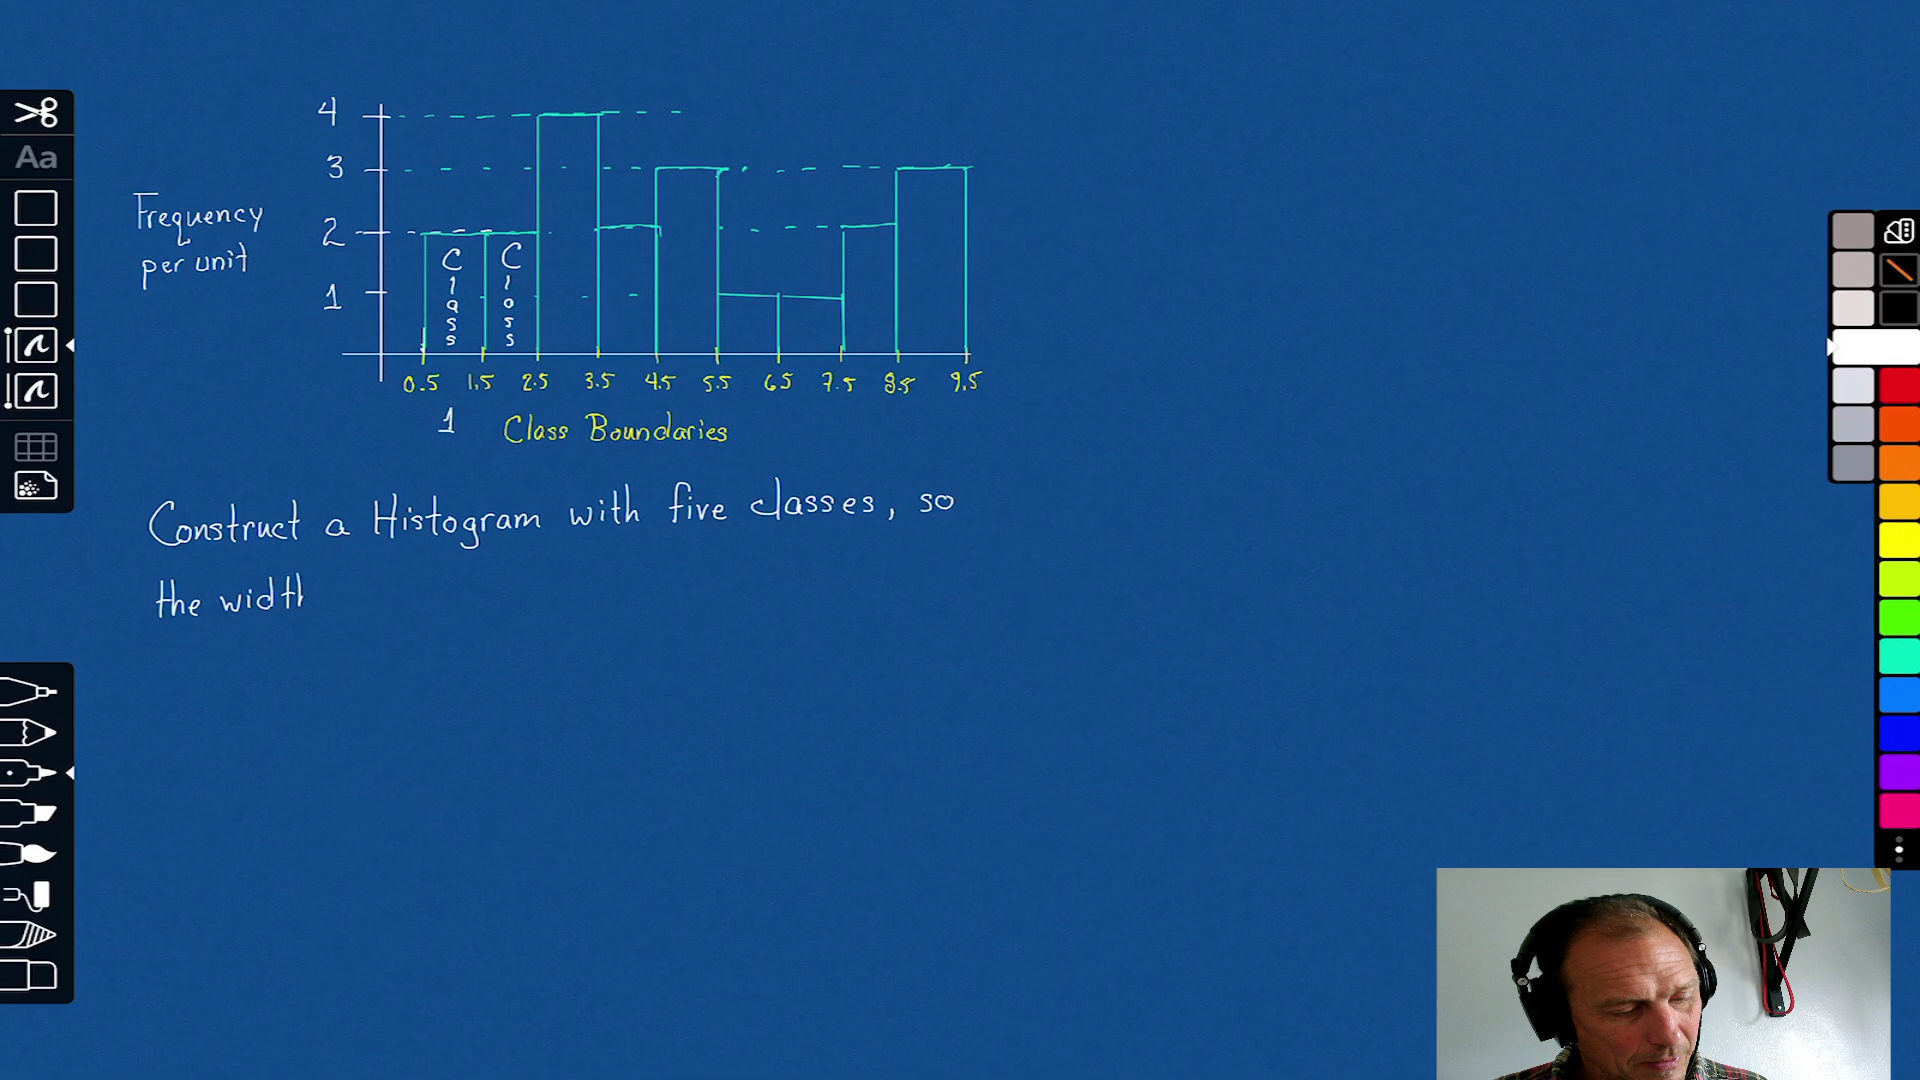 Aa
4
3
Frequency
per unit
2
1
C C
l l
a a
s s
s s
0.5 1.5 2.5 3.5 4.5 5.5 6.5 7.5 8.5 9.5
1 Class Boundaries
Construct a Histogram with five classes, so
the width